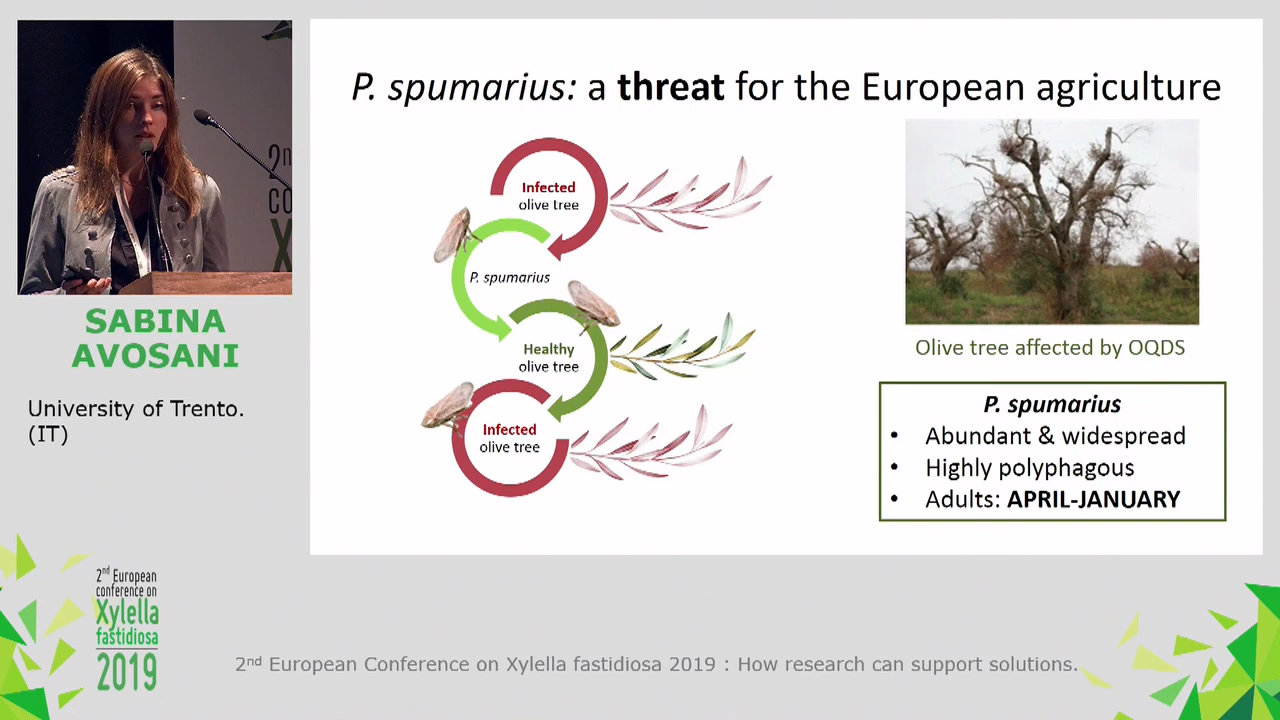 P. spumarius: a threat for the European agriculture
Infected
olive tree
P. spumarius
Healthy
olive tree
Infected
olive tree
Olive tree affected by OQDS
P. spumarius
• Abundant & widespread
• Highly polyphagous
• Adults: APRIL-JANUARY
2n
CO
X
SABINA
AVOSANI
University of Trento.
(IT)
2nd European
conference on
Xylella
fastidiosa
2019
2nd European Conference on Xylella fastidiosa 2019 : How research can support solutions.